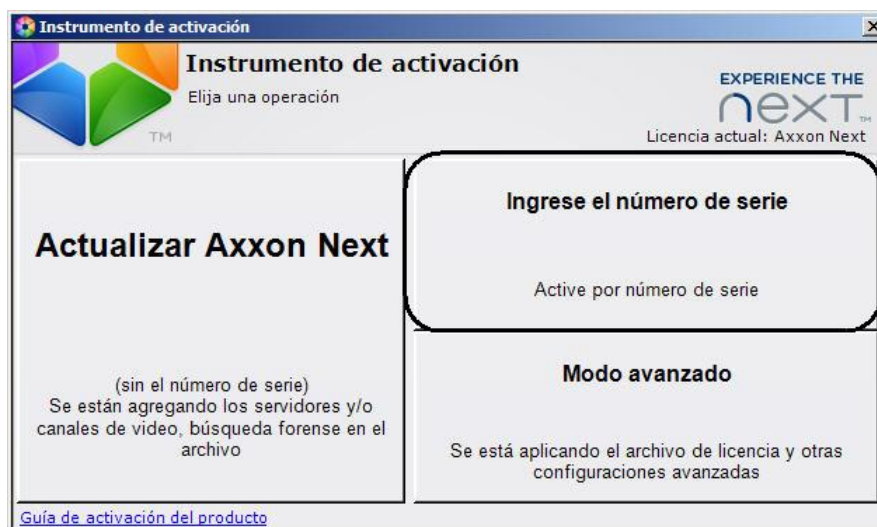 Instrumento de activación
Instrumento de activación
Elija una operación
TM
EXPERIENCE THE
next TM
Licencia actual: Axxon Next
Actualizar Axxon Next
(sin el número de serie)
Se están agregando los servidores y/o
canales de video, búsqueda forense en el
archivo
Ingrese el número de serie
Active por número de serie
Modo avanzado
Se está aplicando el archivo de licencia y otras
configuraciones avanzadas
Guía de activación del producto